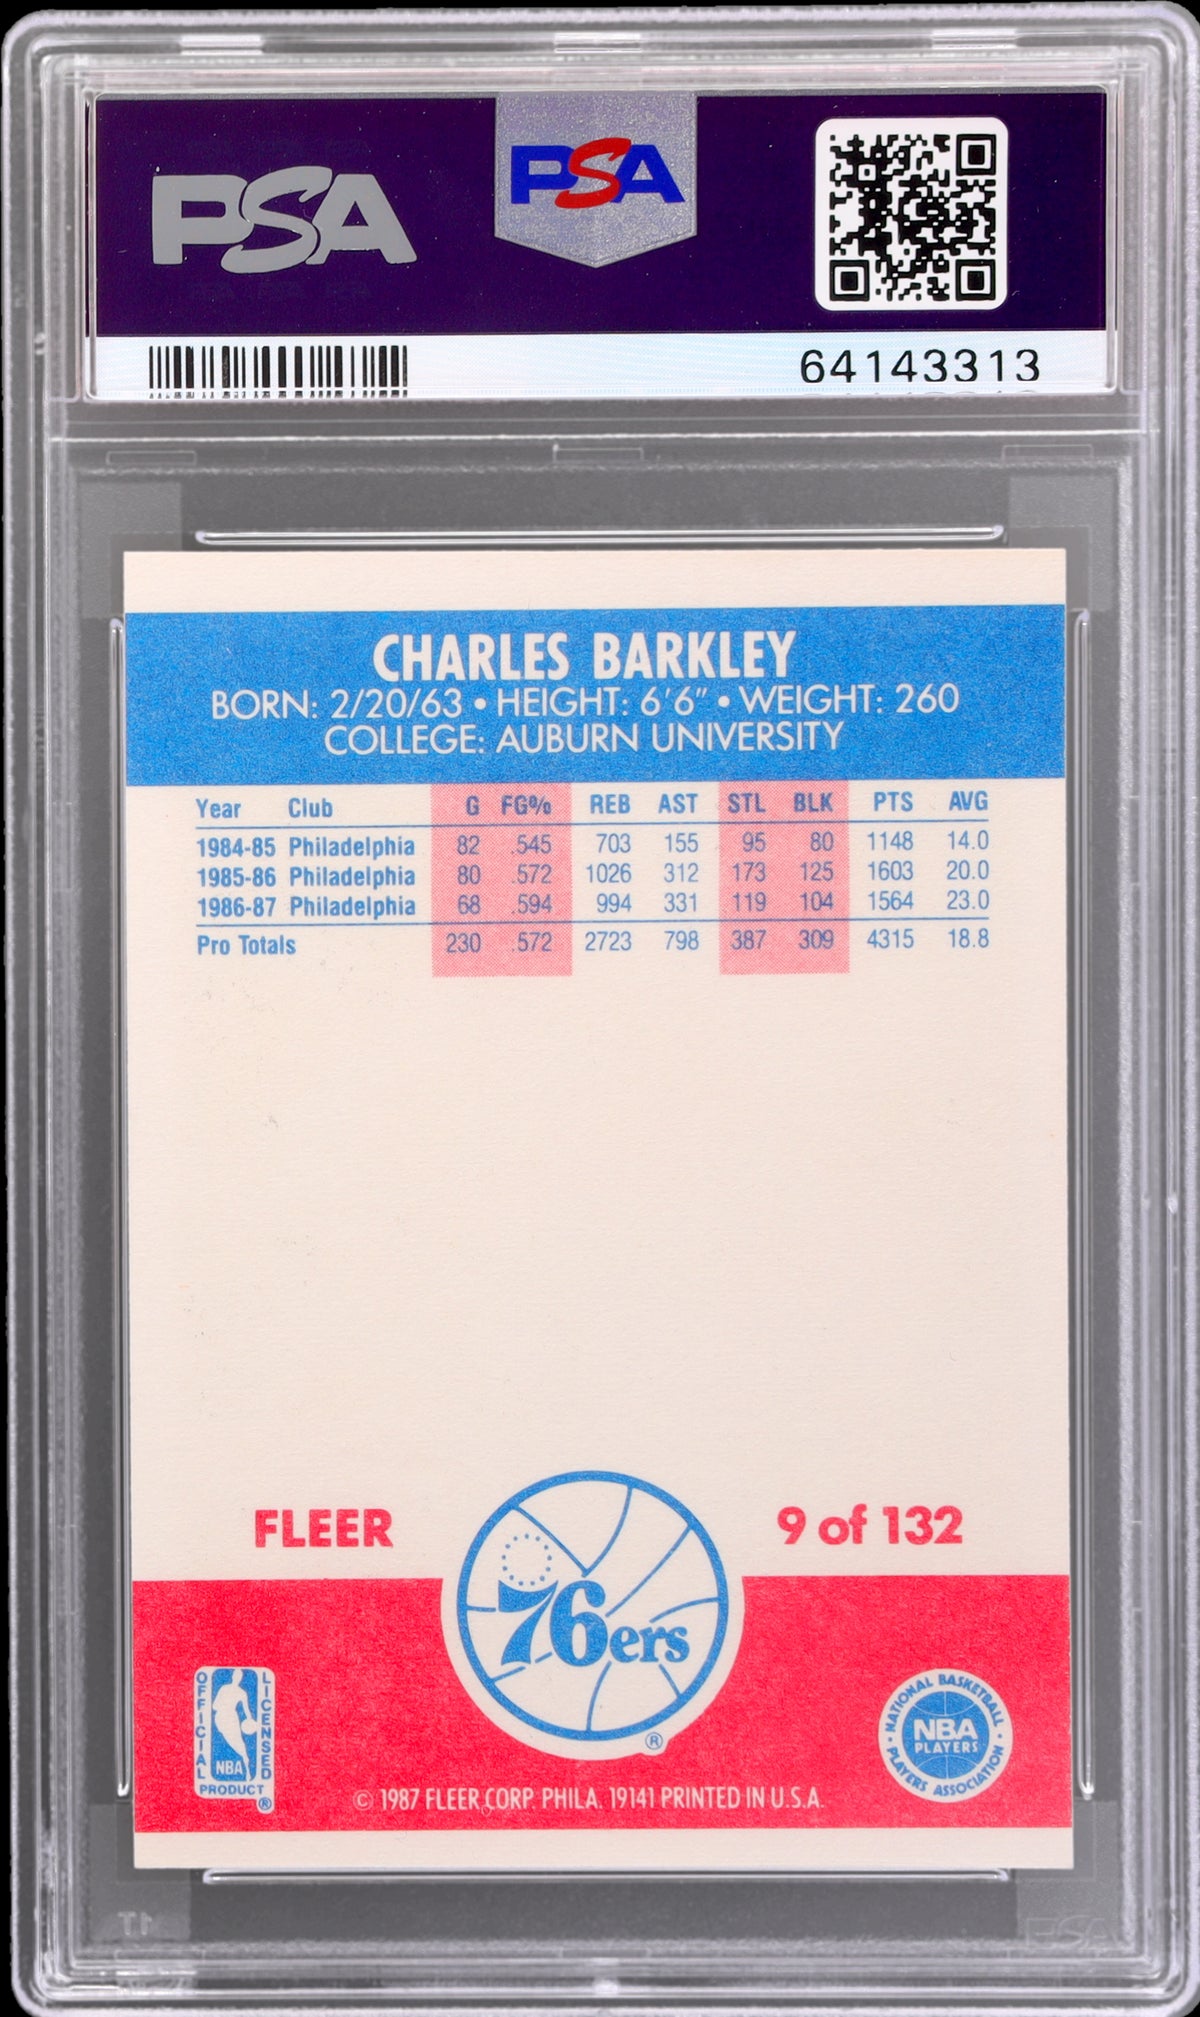 PSA
PSA
64143313
CHARLES BARKLEY
BORN: 2/20/63 • HEIGHT: 6'6" • WEIGHT: 260
COLLEGE: AUBURN UNIVERSITY
Year Club G FG% REB AST STL BLK PTS AVG
1984-85 Philadelphia 82 .545 703 155 95 80 1148 14.0
1985-86 Philadelphia 80 .572 1026 312 173 125 1603 20.0
1986-87 Philadelphia 68 .594 994 331 119 104 1564 23.0
Pro Totals 230 .572 2723 798 387 309 4315 18.8
FLEER
9 of 132
76ers
®
OFFICIAL
LICENSED
NBA
PRODUCT
®
NATIONAL BASKETBALL
NBA
PLAYERS
PLAYERS ASSOCIATION
© 1987 FLEER CORP. PHILA. 19141 PRINTED IN U.S.A.
PSA